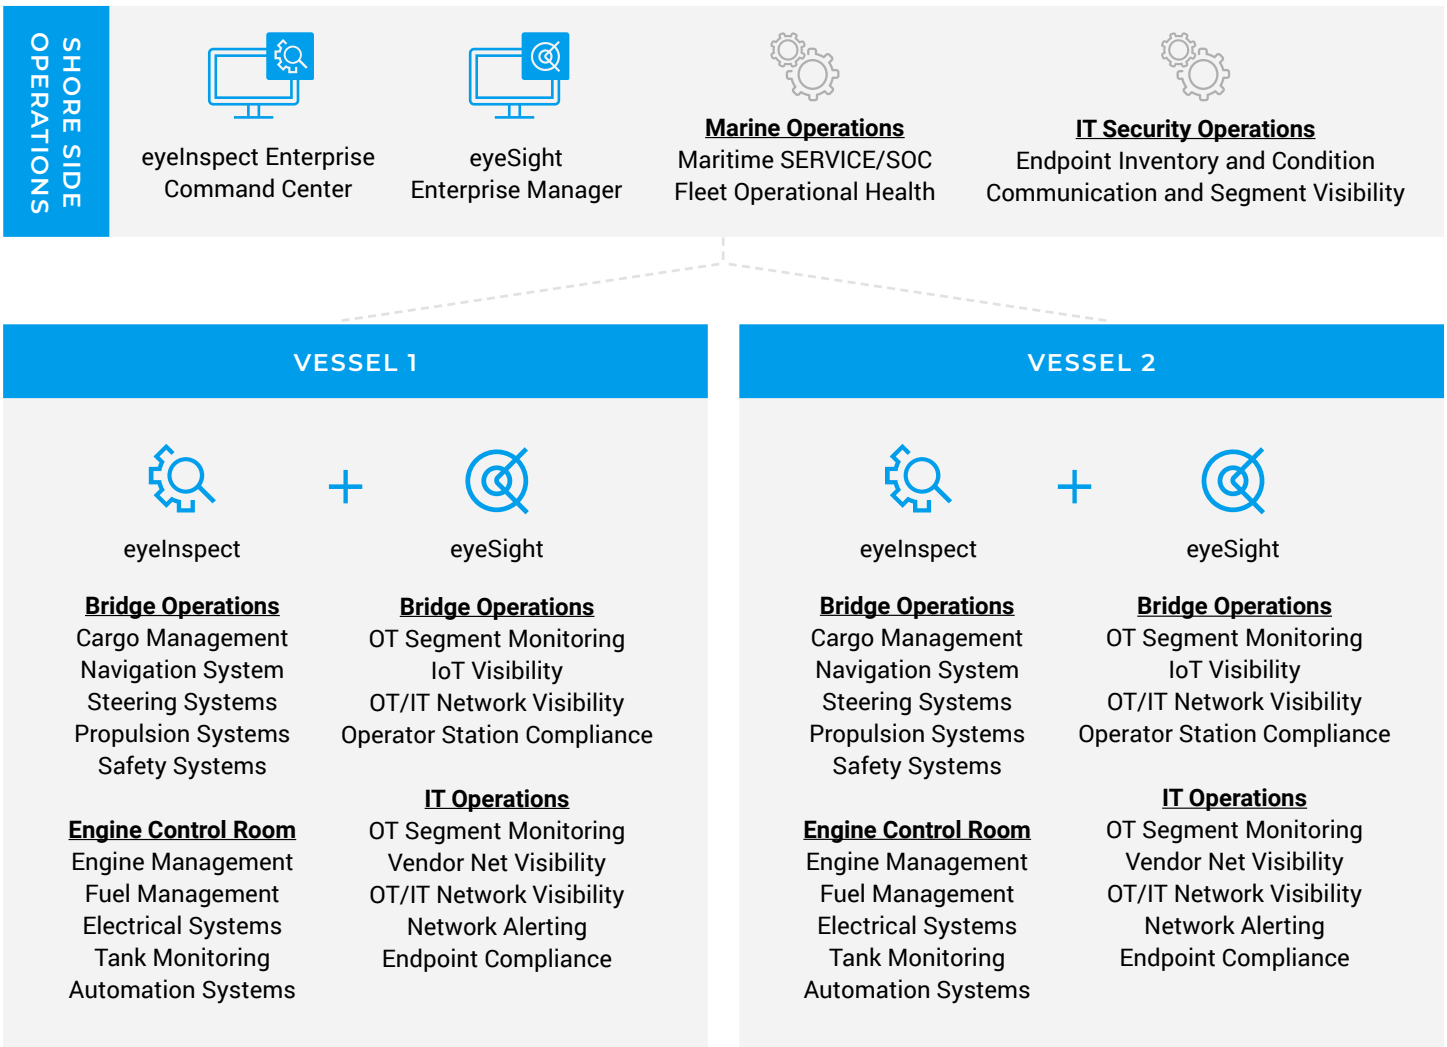 SHORE SIDE
OPERATIONS
eyeInspect Enterprise
Command Center
eyeSight
Enterprise Manager
Marine Operations
Maritime SERVICE/SOC
Fleet Operational Health
IT Security Operations
Endpoint Inventory and Condition
Communication and Segment Visibility
VESSEL 1
eyeInspect
+
eyeSight
Bridge Operations
Cargo Management
Navigation System
Steering Systems
Propulsion Systems
Safety Systems
Engine Control Room
Engine Management
Fuel Management
Electrical Systems
Tank Monitoring
Automation Systems
Bridge Operations
OT Segment Monitoring
IoT Visibility
OT/IT Network Visibility
Operator Station Compliance
IT Operations
OT Segment Monitoring
Vendor Net Visibility
OT/IT Network Visibility
Network Alerting
Endpoint Compliance
VESSEL 2
eyeInspect
+
eyeSight
Bridge Operations
Cargo Management
Navigation System
Steering Systems
Propulsion Systems
Safety Systems
Engine Control Room
Engine Management
Fuel Management
Electrical Systems
Tank Monitoring
Automation Systems
Bridge Operations
OT Segment Monitoring
IoT Visibility
OT/IT Network Visibility
Operator Station Compliance
IT Operations
OT Segment Monitoring
Vendor Net Visibility
OT/IT Network Visibility
Network Alerting
Endpoint Compliance